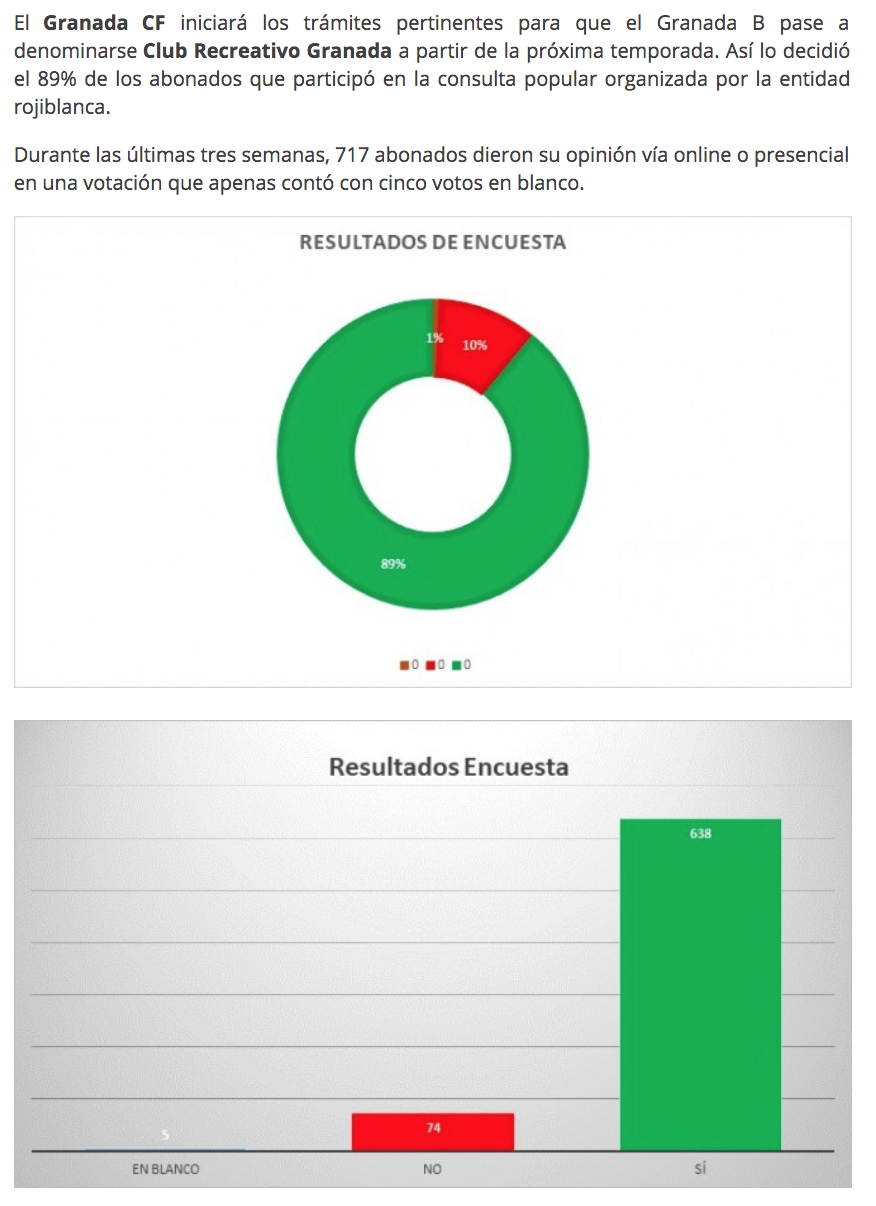 El Granada CF iniciará los trámites pertinentes para que el Granada B pase a
denominarse Club Recreativo Granada a partir de la próxima temporada. Así lo decidió
el 89% de los abonados que participó en la consulta popular organizada por la entidad
rojiblanca.
Durante las últimas tres semanas, 717 abonados dieron su opinión vía online o presencial
en una votación que apenas contó con cinco votos en blanco.
RESULTADOS DE ENCUESTA
1%
10%
89%
0 0 0
Resultados Encuesta
638
74
5
EN BLANCO NO SÍ